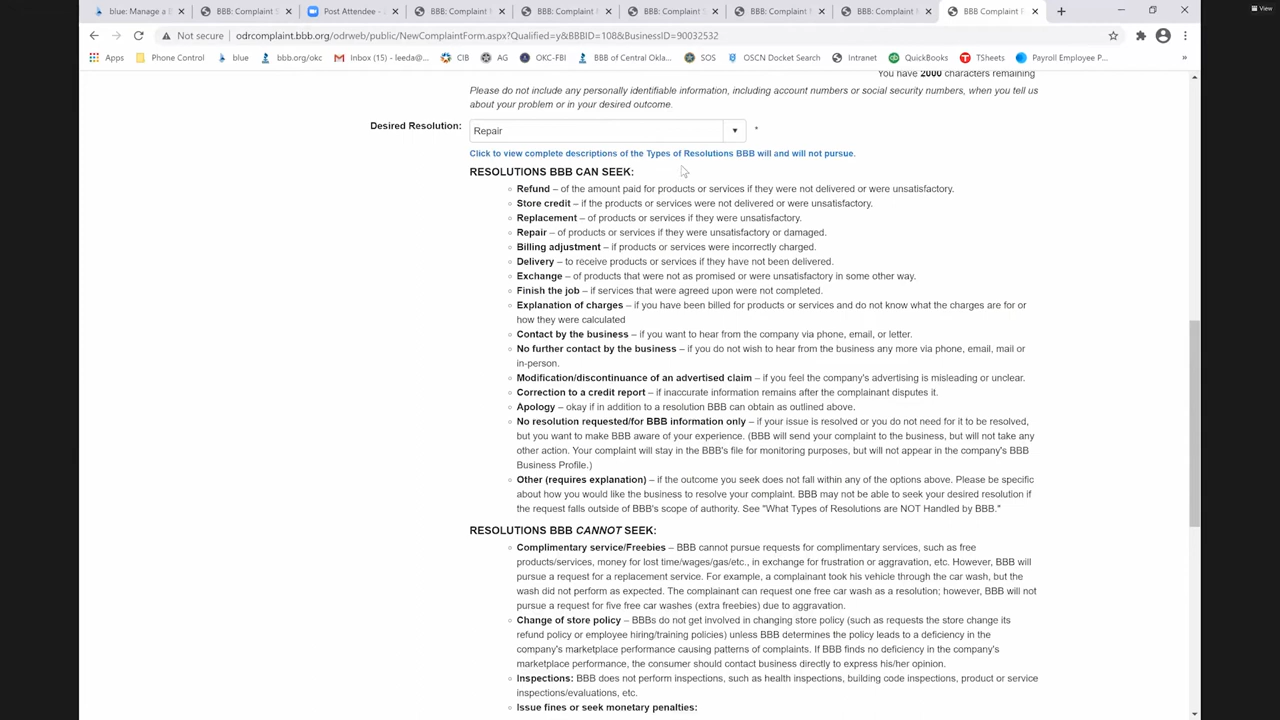 View
blue: Manage a B
BBB: Complaint S
Post Attendee - Z
BBB: Complaint
BBB: Complaint
BBB: Complaint S
BBB: Complaint
BBB: Complaint
BBB Complaint F
Not secure odrcomplaint.bbb.org/odrweb/public/NewComplaintForm.aspx?Qualified=y&BBBID=108&BusinessID=90032532
Apps Phone Control blue bbb.org/okc Inbox (15) - leeda@... CIB AG OKC-FBI BBB of Central Okla... SOS OSCN Docket Search Intranet QuickBooks TSheets Payroll Employee P... »
You have 2000 characters remaining
Please do not include any personally identifiable information, including account numbers or social security numbers, when you tell us
about your problem or in your desired outcome.
Desired Resolution: Repair *
Click to view complete descriptions of the Types of Resolutions BBB will and will not pursue.
RESOLUTIONS BBB CAN SEEK:
Refund – of the amount paid for products or services if they were not delivered or were unsatisfactory.
Store credit – if the products or services were not delivered or were unsatisfactory.
Replacement – of products or services if they were unsatisfactory.
Repair – of products or services if they were unsatisfactory or damaged.
Billing adjustment – if products or services were incorrectly charged.
Delivery – to receive products or services if they have not been delivered.
Exchange – of products that were not as promised or were unsatisfactory in some other way.
Finish the job – if services that were agreed upon were not completed.
Explanation of charges – if you have been billed for products or services and do not know what the charges are for or
how they were calculated
Contact by the business – if you want to hear from the company via phone, email, or letter.
No further contact by the business – if you do not wish to hear from the business any more via phone, email, mail or
in-person.
Modification/discontinuance of an advertised claim – if you feel the company's advertising is misleading or unclear.
Correction to a credit report – if inaccurate information remains after the complainant disputes it.
Apology – okay if in addition to a resolution BBB can obtain as outlined above.
No resolution requested/for BBB information only – if your issue is resolved or you do not need for it to be resolved,
but you want to make BBB aware of your experience. (BBB will send your complaint to the business, but will not take any
other action. Your complaint will stay in the BBB's file for monitoring purposes, but will not appear in the company's BBB
Business Profile.)
Other (requires explanation) – if the outcome you seek does not fall within any of the options above. Please be specific
about how you would like the business to resolve your complaint. BBB may not be able to seek your desired resolution if
the request falls outside of BBB's scope of authority. See "What Types of Resolutions are NOT Handled by BBB."
RESOLUTIONS BBB CANNOT SEEK:
Complimentary service/Freebies – BBB cannot pursue requests for complimentary services, such as free
products/services, money for lost time/wages/gas/etc., in exchange for frustration or aggravation, etc. However, BBB will
pursue a request for a replacement service. For example, a complainant took his vehicle through the car wash, but the
wash did not perform as expected. The complainant can request one free car wash as a resolution; however, BBB will not
pursue a request for five free car washes (extra freebies) due to aggravation.
Change of store policy – BBBs do not get involved in changing store policy (such as requests the store change its
refund policy or employee hiring/training policies) unless BBB determines the policy leads to a deficiency in the
company's marketplace performance causing patterns of complaints. If BBB finds no deficiency in the company's
marketplace performance, the consumer should contact business directly to express his/her opinion.
Inspections: BBB does not perform inspections, such as health inspections, building code inspections, product or service
inspections/evaluations, etc.
Issue fines or seek monetary penalties: